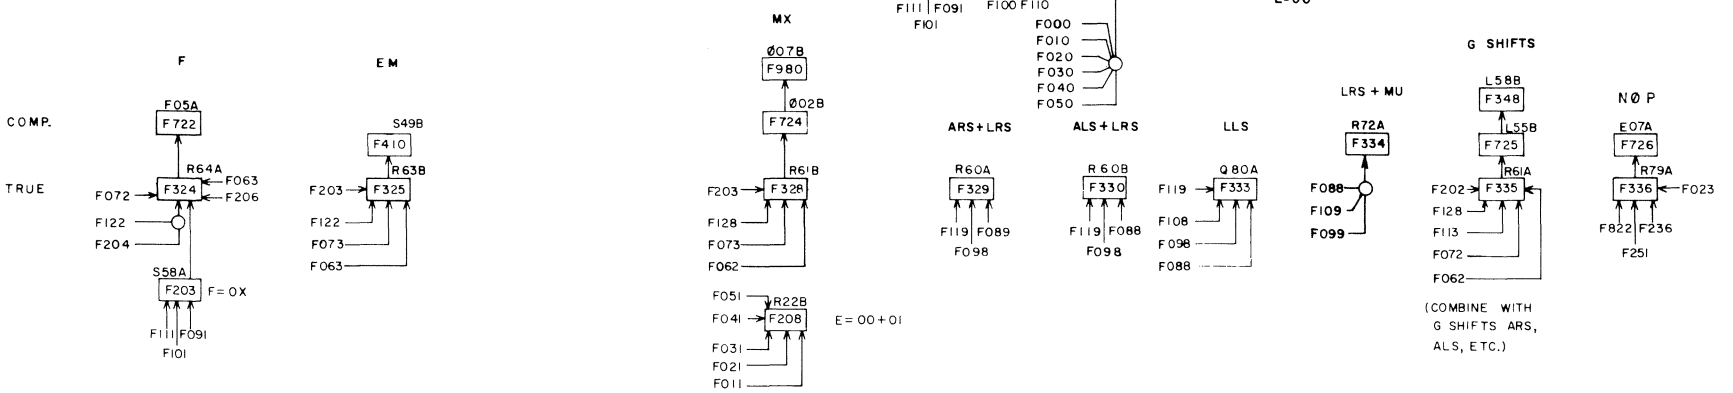 F111 F091 F100 F110
F101
E=00
MX
F000
F010
F020
F030
F040
F050
G SHIFTS
F
EM
Ø07B
F980
L58B
F348
LRS + MU
NØP
F05A
F722
Ø02B
F724
COMP.
S49B
F410
ARS+LRS
ALS+LRS
LLS
R72A
F334
L55B
F725
E07A
F726
TRUE
R64A
F324
F063
F072
F206
F122
F204
R63B
F325
F203
F122
F073
F063
R61B
F328
F203
F128
F073
F062
R60A
F329
F119 F089
F098
R60B
F330
F119 F088
F098
Q80A
F333
F119
F108
F098
F088
F088
F109
F099
R61A
F335
F202
F128
F113
F072
F062
R79A
F336
F023
F822 F236
F251
S58A
F203
F=0X
F111 F091
F101
F051
R22B
F041
F208
E=00+01
F031
F021
F011
(COMBINE WITH
G SHIFTS ARS,
ALS, ETC.)